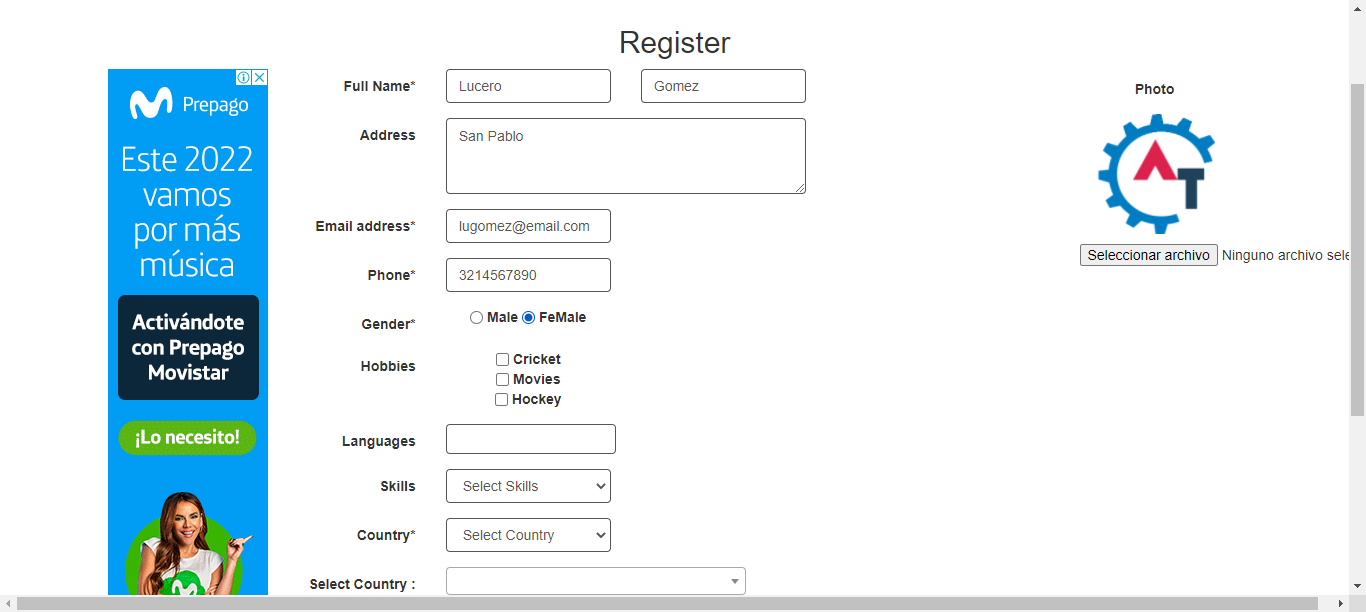 Register
Prepago
Este 2022
vamos
por más
música
Activándote
con Prepago
Movistar
¡Lo necesito!
Full Name* Lucero Gomez
Address San Pablo
Email address* lugomez@email.com
Phone* 3214567890
Gender* Male FeMale
Hobbies Cricket
Movies
Hockey
Languages
Skills Select Skills
Country* Select Country
Select Country :
Photo
AT
Seleccionar archivo Ninguno archivo sele